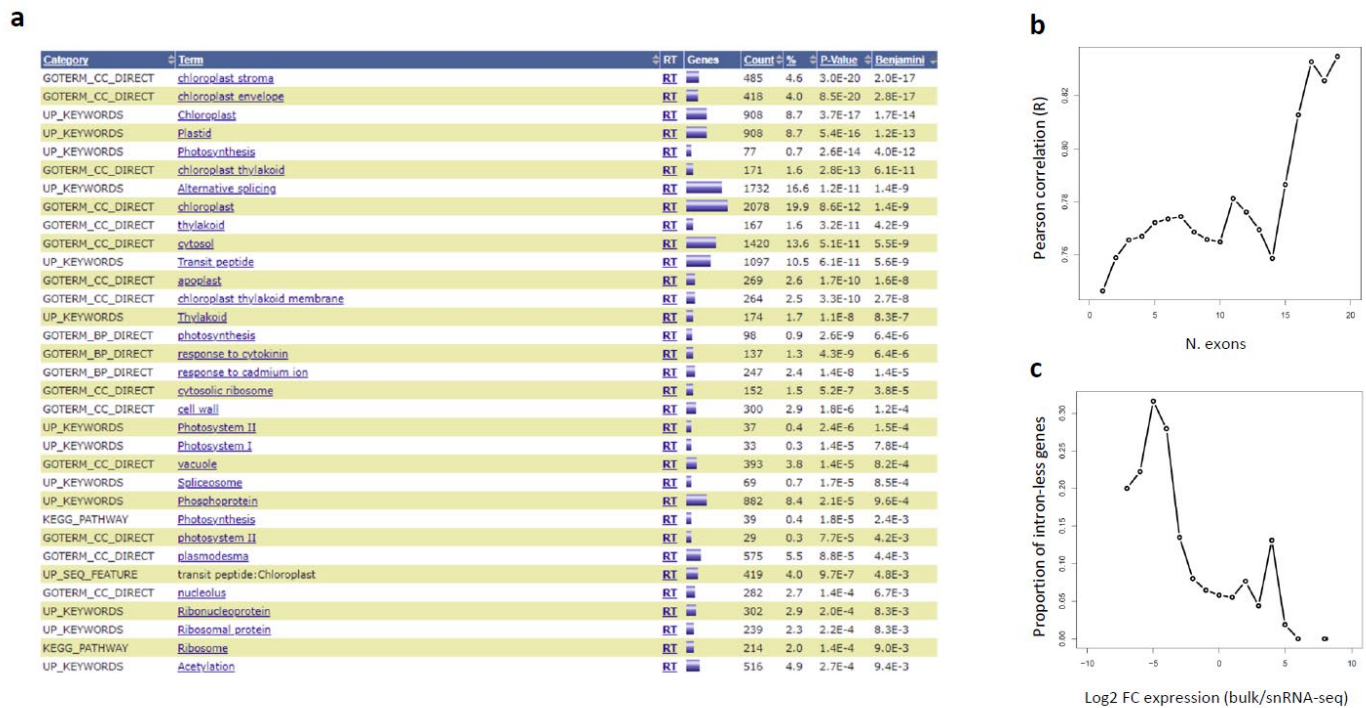 a
Category Term RT Genes Count % P-Value Benjamini
GOTERM_CC_DIRECT chloroplast stroma RT 485 4.6 3.0E-20 2.0E-17
GOTERM_CC_DIRECT chloroplast envelope RT 418 4.0 8.5E-20 2.8E-17
UP_KEYWORDS Chloroplast RT 908 8.7 3.7E-17 1.7E-14
UP_KEYWORDS Plastid RT 908 8.7 5.4E-16 1.2E-13
UP_KEYWORDS Photosynthesis RT 77 0.7 2.6E-14 4.0E-12
GOTERM_CC_DIRECT chloroplast thylakoid RT 171 1.6 2.8E-13 6.1E-11
UP_KEYWORDS Alternative splicing RT 1732 16.6 1.2E-11 1.4E-9
GOTERM_CC_DIRECT chloroplast RT 2078 19.9 8.6E-12 1.4E-9
GOTERM_CC_DIRECT thylakoid RT 167 1.6 3.2E-11 4.2E-9
GOTERM_CC_DIRECT cytosol RT 1420 13.6 5.1E-11 5.5E-9
UP_KEYWORDS Transit peptide RT 1097 10.5 6.1E-11 5.6E-9
GOTERM_CC_DIRECT apoplast RT 269 2.6 1.7E-10 1.6E-8
GOTERM_CC_DIRECT chloroplast thylakoid membrane RT 264 2.5 3.3E-10 2.7E-8
UP_KEYWORDS Thylakoid RT 174 1.7 1.1E-8 8.3E-7
GOTERM_BP_DIRECT photosynthesis RT 98 0.9 2.6E-9 6.4E-6
GOTERM_BP_DIRECT response to cytokinin RT 137 1.3 4.3E-9 6.4E-6
GOTERM_BP_DIRECT response to cadmium ion RT 247 2.4 1.4E-8 1.4E-5
GOTERM_CC_DIRECT cytosolic ribosome RT 152 1.5 5.2E-7 3.8E-5
GOTERM_CC_DIRECT cell wall RT 300 2.9 1.8E-6 1.2E-4
UP_KEYWORDS Photosystem II RT 37 0.4 2.4E-6 1.5E-4
UP_KEYWORDS Photosystem I RT 33 0.3 1.4E-5 7.8E-4
GOTERM_CC_DIRECT vacuole RT 393 3.8 1.4E-5 8.2E-4
UP_KEYWORDS Spliceosome RT 69 0.7 1.7E-5 8.5E-4
UP_KEYWORDS Phosphoprotein RT 882 8.4 2.1E-5 9.6E-4
KEGG_PATHWAY Photosynthesis RT 39 0.4 1.8E-5 2.4E-3
GOTERM_CC_DIRECT photosystem II RT 29 0.3 7.7E-5 4.2E-3
GOTERM_CC_DIRECT plasmodesma RT 575 5.5 8.8E-5 4.4E-3
UP_SEQ_FEATURE transit peptide:Chloroplast RT 419 4.0 9.7E-7 4.8E-3
GOTERM_CC_DIRECT nucleolus RT 282 2.7 1.4E-4 6.7E-3
UP_KEYWORDS Ribonucleoprotein RT 302 2.9 2.0E-4 8.3E-3
UP_KEYWORDS Ribosomal protein RT 239 2.3 2.2E-4 8.3E-3
KEGG_PATHWAY Ribosome RT 214 2.0 1.4E-4 9.0E-3
UP_KEYWORDS Acetylation RT 516 4.9 2.7E-4 9.4E-3
b
Pearson correlation (R)
0.82
0.80
0.78
0.76
0 5 10 15 20
N. exons
c
Proportion of intron-less genes
0.30
0.25
0.20
0.15
0.10
0.05
0.00
−10 −5 0 5 10
Log2 FC expression (bulk/snRNA-seq)